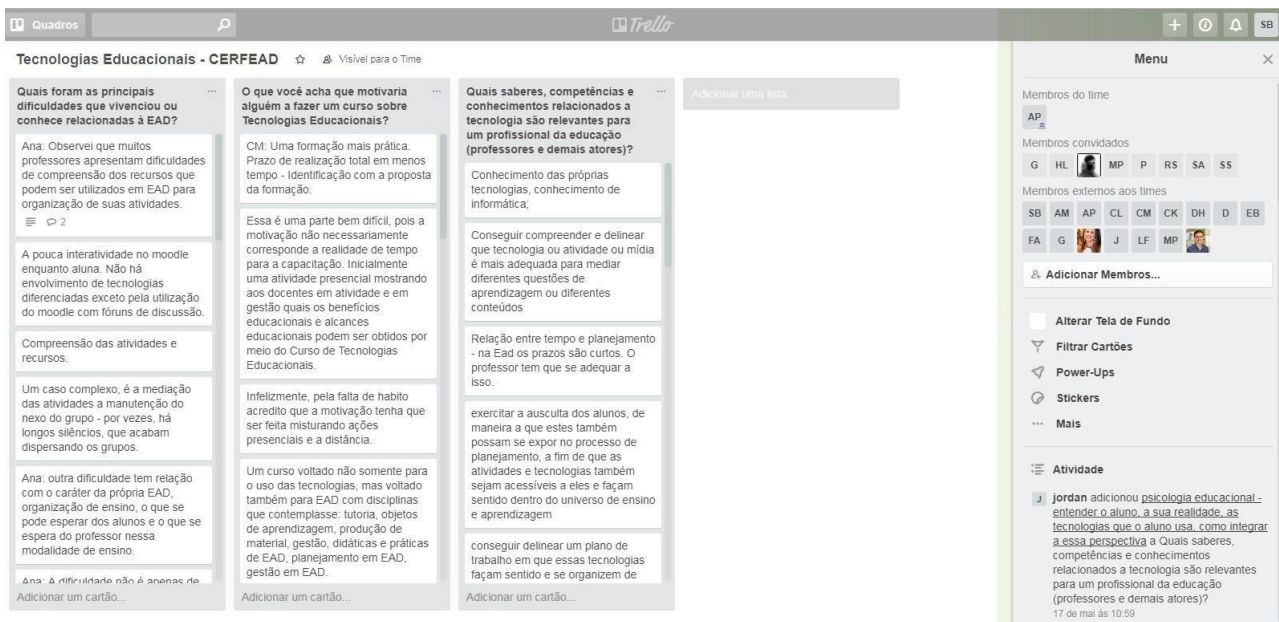 Quadros
Trello
SB
Tecnologias Educacionais - CERFEAD
Visível para o Time
Quais foram as principais
dificuldades que vivenciou ou
conhece relacionadas à EAD?
Ana: Observei que muitos
professores apresentam dificuldades
de compreensão dos recursos que
podem ser utilizados em EAD para
organização de suas atividades.
2
A pouca interatividade no moodle
enquanto aluna. Não há
envolvimento de tecnologias
diferenciadas exceto pela utilização
do moodle com fóruns de discussão.
Compreensão das atividades e
recursos.
Um caso complexo, é a mediação
das atividades a manutenção do
nexo do grupo - por vezes, há
longos silêncios, que acabam
dispersando os grupos.
Ana: outra dificuldade tem relação
com o caráter da própria EAD,
organização de ensino, o que se
pode esperar dos alunos e o que se
espera do professor nessa
modalidade de ensino.
Ana: A dificuldade não é apenas de
Adicionar um cartão...
O que você acha que motivaria
alguém a fazer um curso sobre
Tecnologias Educacionais?
CM: Uma formação mais prática.
Prazo de realização total em menos
tempo - Identificação com a proposta
da formação.
Essa é uma parte bem difícil, pois a
motivação não necessariamente
corresponde a realidade de tempo
para a capacitação. Inicialmente
uma atividade presencial mostrando
aos docentes em atividade e em
gestão quais os benefícios
educacionais e alcances
educacionais podem ser obtidos por
meio do Curso de Tecnologias
Educacionais.
Infelizmente, pela falta de habito
acredito que a motivação tenha que
ser feita misturando ações
presenciais e a distância.
Um curso voltado não somente para
o uso das tecnologias, mas voltado
também para EAD com disciplinas
que contemplasse: tutoria, objetos
de aprendizagem, produção de
material, gestão, didáticas e práticas
de EAD, planejamento em EAD,
gestão em EAD.
Adicionar um cartão...
Quais saberes, competências e
conhecimentos relacionados a
tecnologia são relevantes para
um profissional da educação
(professores e demais atores)?
Conhecimento das próprias
tecnologias, conhecimento de
informática;
Conseguir compreender e delinear
que tecnologia ou atividade ou mídia
é mais adequada para mediar
diferentes questões de
aprendizagem ou diferentes
conteúdos
Relação entre tempo e planejamento
- na Ead os prazos são curtos. O
professor tem que se adequar a
isso.
exercitar a ausculta dos alunos, de
maneira a que estes também
possam se expor no processo de
planejamento, a fim de que as
atividades e tecnologias também
sejam acessíveis a eles e façam
sentido dentro do universo de ensino
e aprendizagem
conseguir delinear um plano de
trabalho em que essas tecnologias
façam sentido e se organizem de
Adicionar um cartão...
Adicionar uma lista...
Menu
Membros do time
AP
Membros convidados
G HL MP P RS SA SS
Membros externos aos times
SB AM AP CL CM CK DH D EB
FA G J LF MP
Adicionar Membros...
Alterar Tela de Fundo
Filtrar Cartões
Power-Ups
Stickers
Mais
Atividade
J jordan adicionou psicologia educacional -
entender o aluno, a sua realidade, as
tecnologias que o aluno usa, como integrar
a essa perspectiva a Quais saberes,
competências e conhecimentos
relacionados a tecnologia são relevantes
para um profissional da educação
(professores e demais atores)?
17 de mai às 10:59